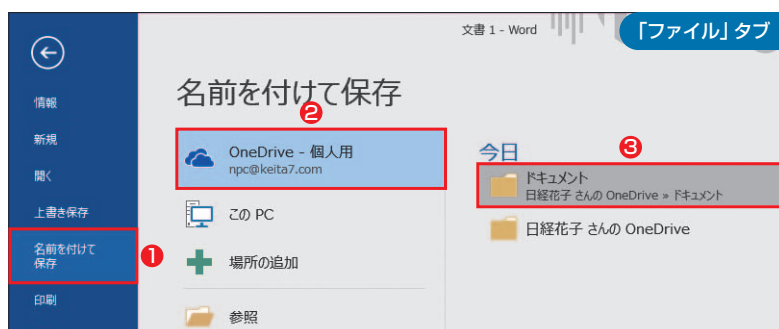 文書 1 - Word
「ファイル」タブ
情報
新規
開く
上書き保存
名前を付けて
保存
印刷
❶
名前を付けて保存
❷
OneDrive - 個人用
npc@keita7.com
この PC
場所の追加
参照
今日
❸
ドキュメント
日経花子 さんの OneDrive » ドキュメント
日経花子 さんの OneDrive